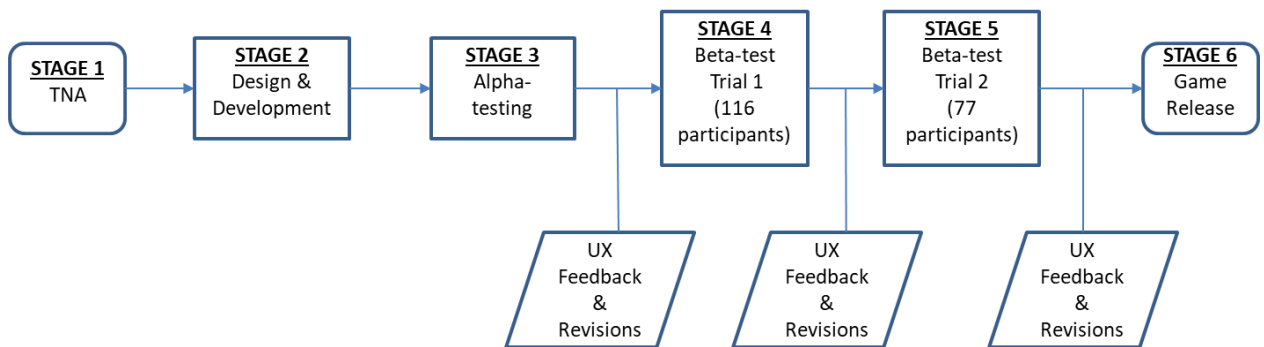 STAGE 1
TNA
STAGE 2
Design &
Development
STAGE 3
Alpha-
testing
STAGE 4
Beta-test
Trial 1
(116
participants)
STAGE 5
Beta-test
Trial 2
(77
participants)
STAGE 6
Game
Release
UX
Feedback
&
Revisions
UX
Feedback
&
Revisions
UX
Feedback
&
Revisions